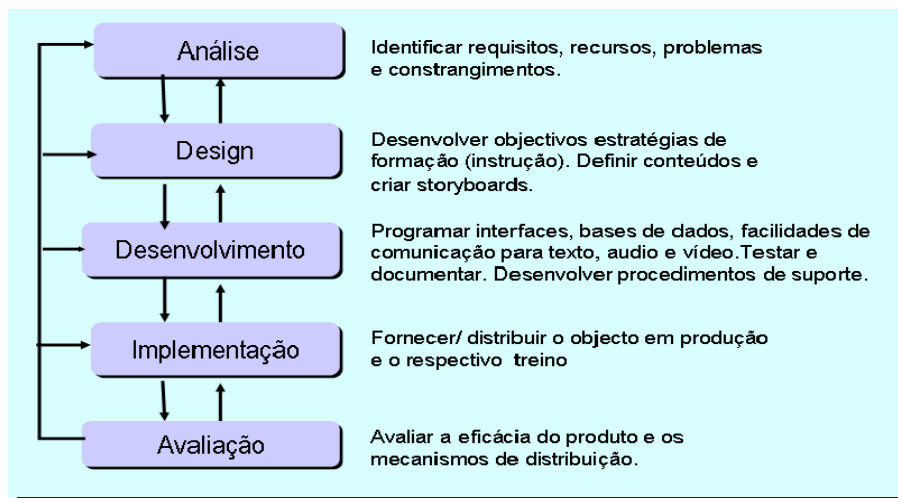 Análise
Identificar requisitos, recursos, problemas
e constrangimentos.
Design
Desenvolver objectivos estratégias de
formação (instrução). Definir conteúdos e
criar storyboards.
Desenvolvimento
Programar interfaces, bases de dados, facilidades de
comunicação para texto, audio e vídeo.Testar e
documentar. Desenvolver procedimentos de suporte.
Implementação
Fornecer/ distribuir o objecto em produção
e o respectivo treino
Avaliação
Avaliar a eficácia do produto e os
mecanismos de distribuição.